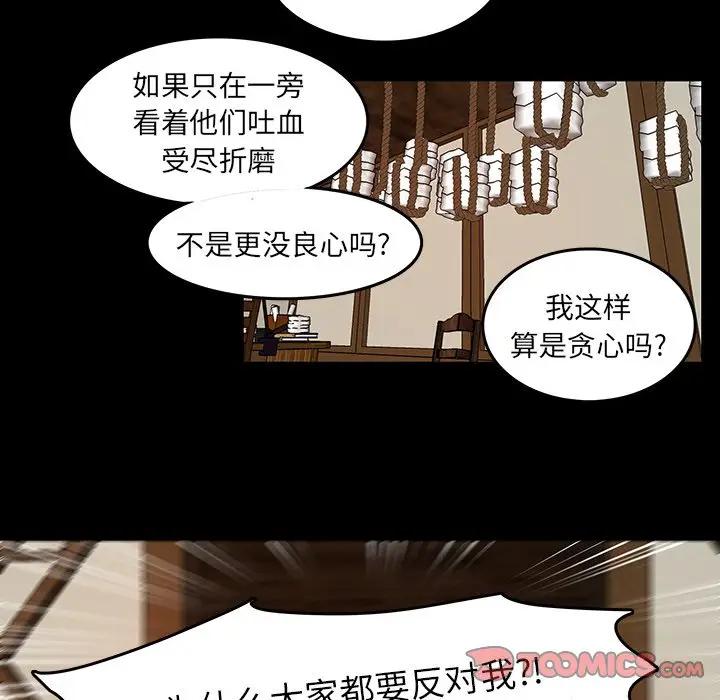 如果只在一旁
看着他们吐血
受尽折磨
不是更没良心吗?
我这样
算是贪心吗?
为什么大家都要反对我?!
TOOMICS.COM